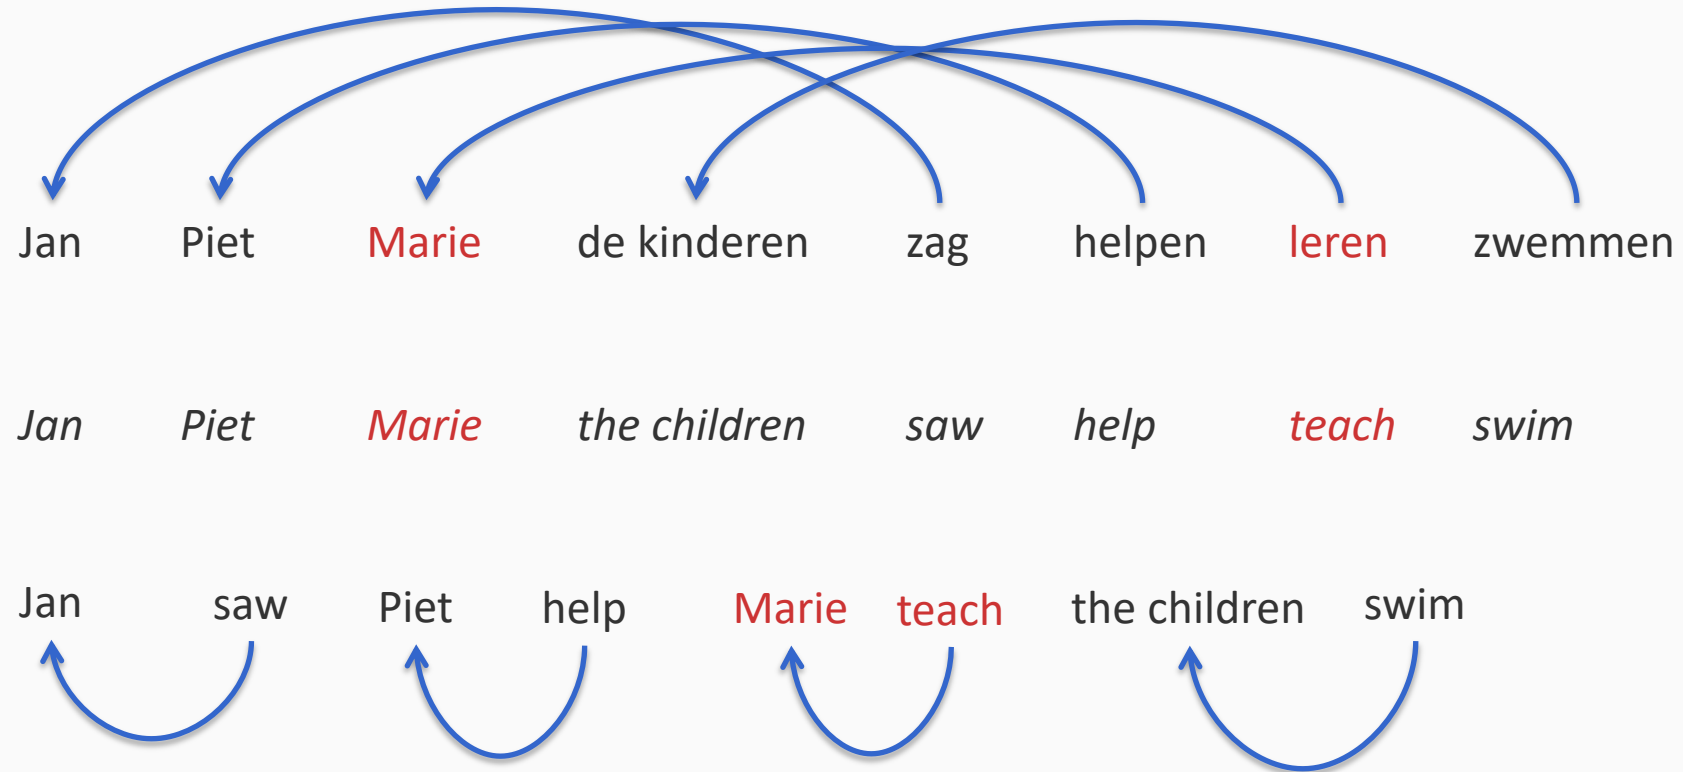 Jan Piet Marie de kinderen zag helpen leren zwemmen
Jan Piet Marie the children saw help teach swim
Jan saw Piet help Marie teach the children swim